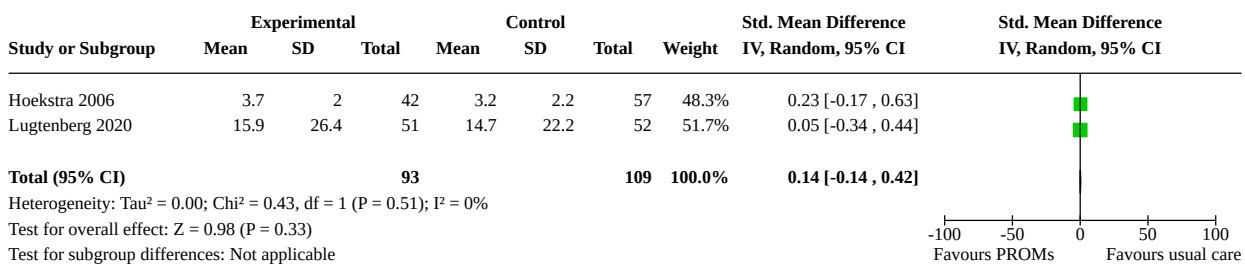 Experimental Control Std. Mean Difference Std. Mean Difference
Study or Subgroup Mean SD Total Mean SD Total Weight IV, Random, 95% CI IV, Random, 95% CI
Hoekstra 2006 3.7 2 42 3.2 2.2 57 48.3% 0.23 [-0.17 , 0.63]
Lugtenberg 2020 15.9 26.4 51 14.7 22.2 52 51.7% 0.05 [-0.34 , 0.44]
Total (95% CI) 93 109 100.0% 0.14 [-0.14 , 0.42]
Heterogeneity: Tau² = 0.00; Chi² = 0.43, df = 1 (P = 0.51); I² = 0%
Test for overall effect: Z = 0.98 (P = 0.33) -100 -50 0 50 100
Test for subgroup differences: Not applicable Favours PROMs Favours usual care